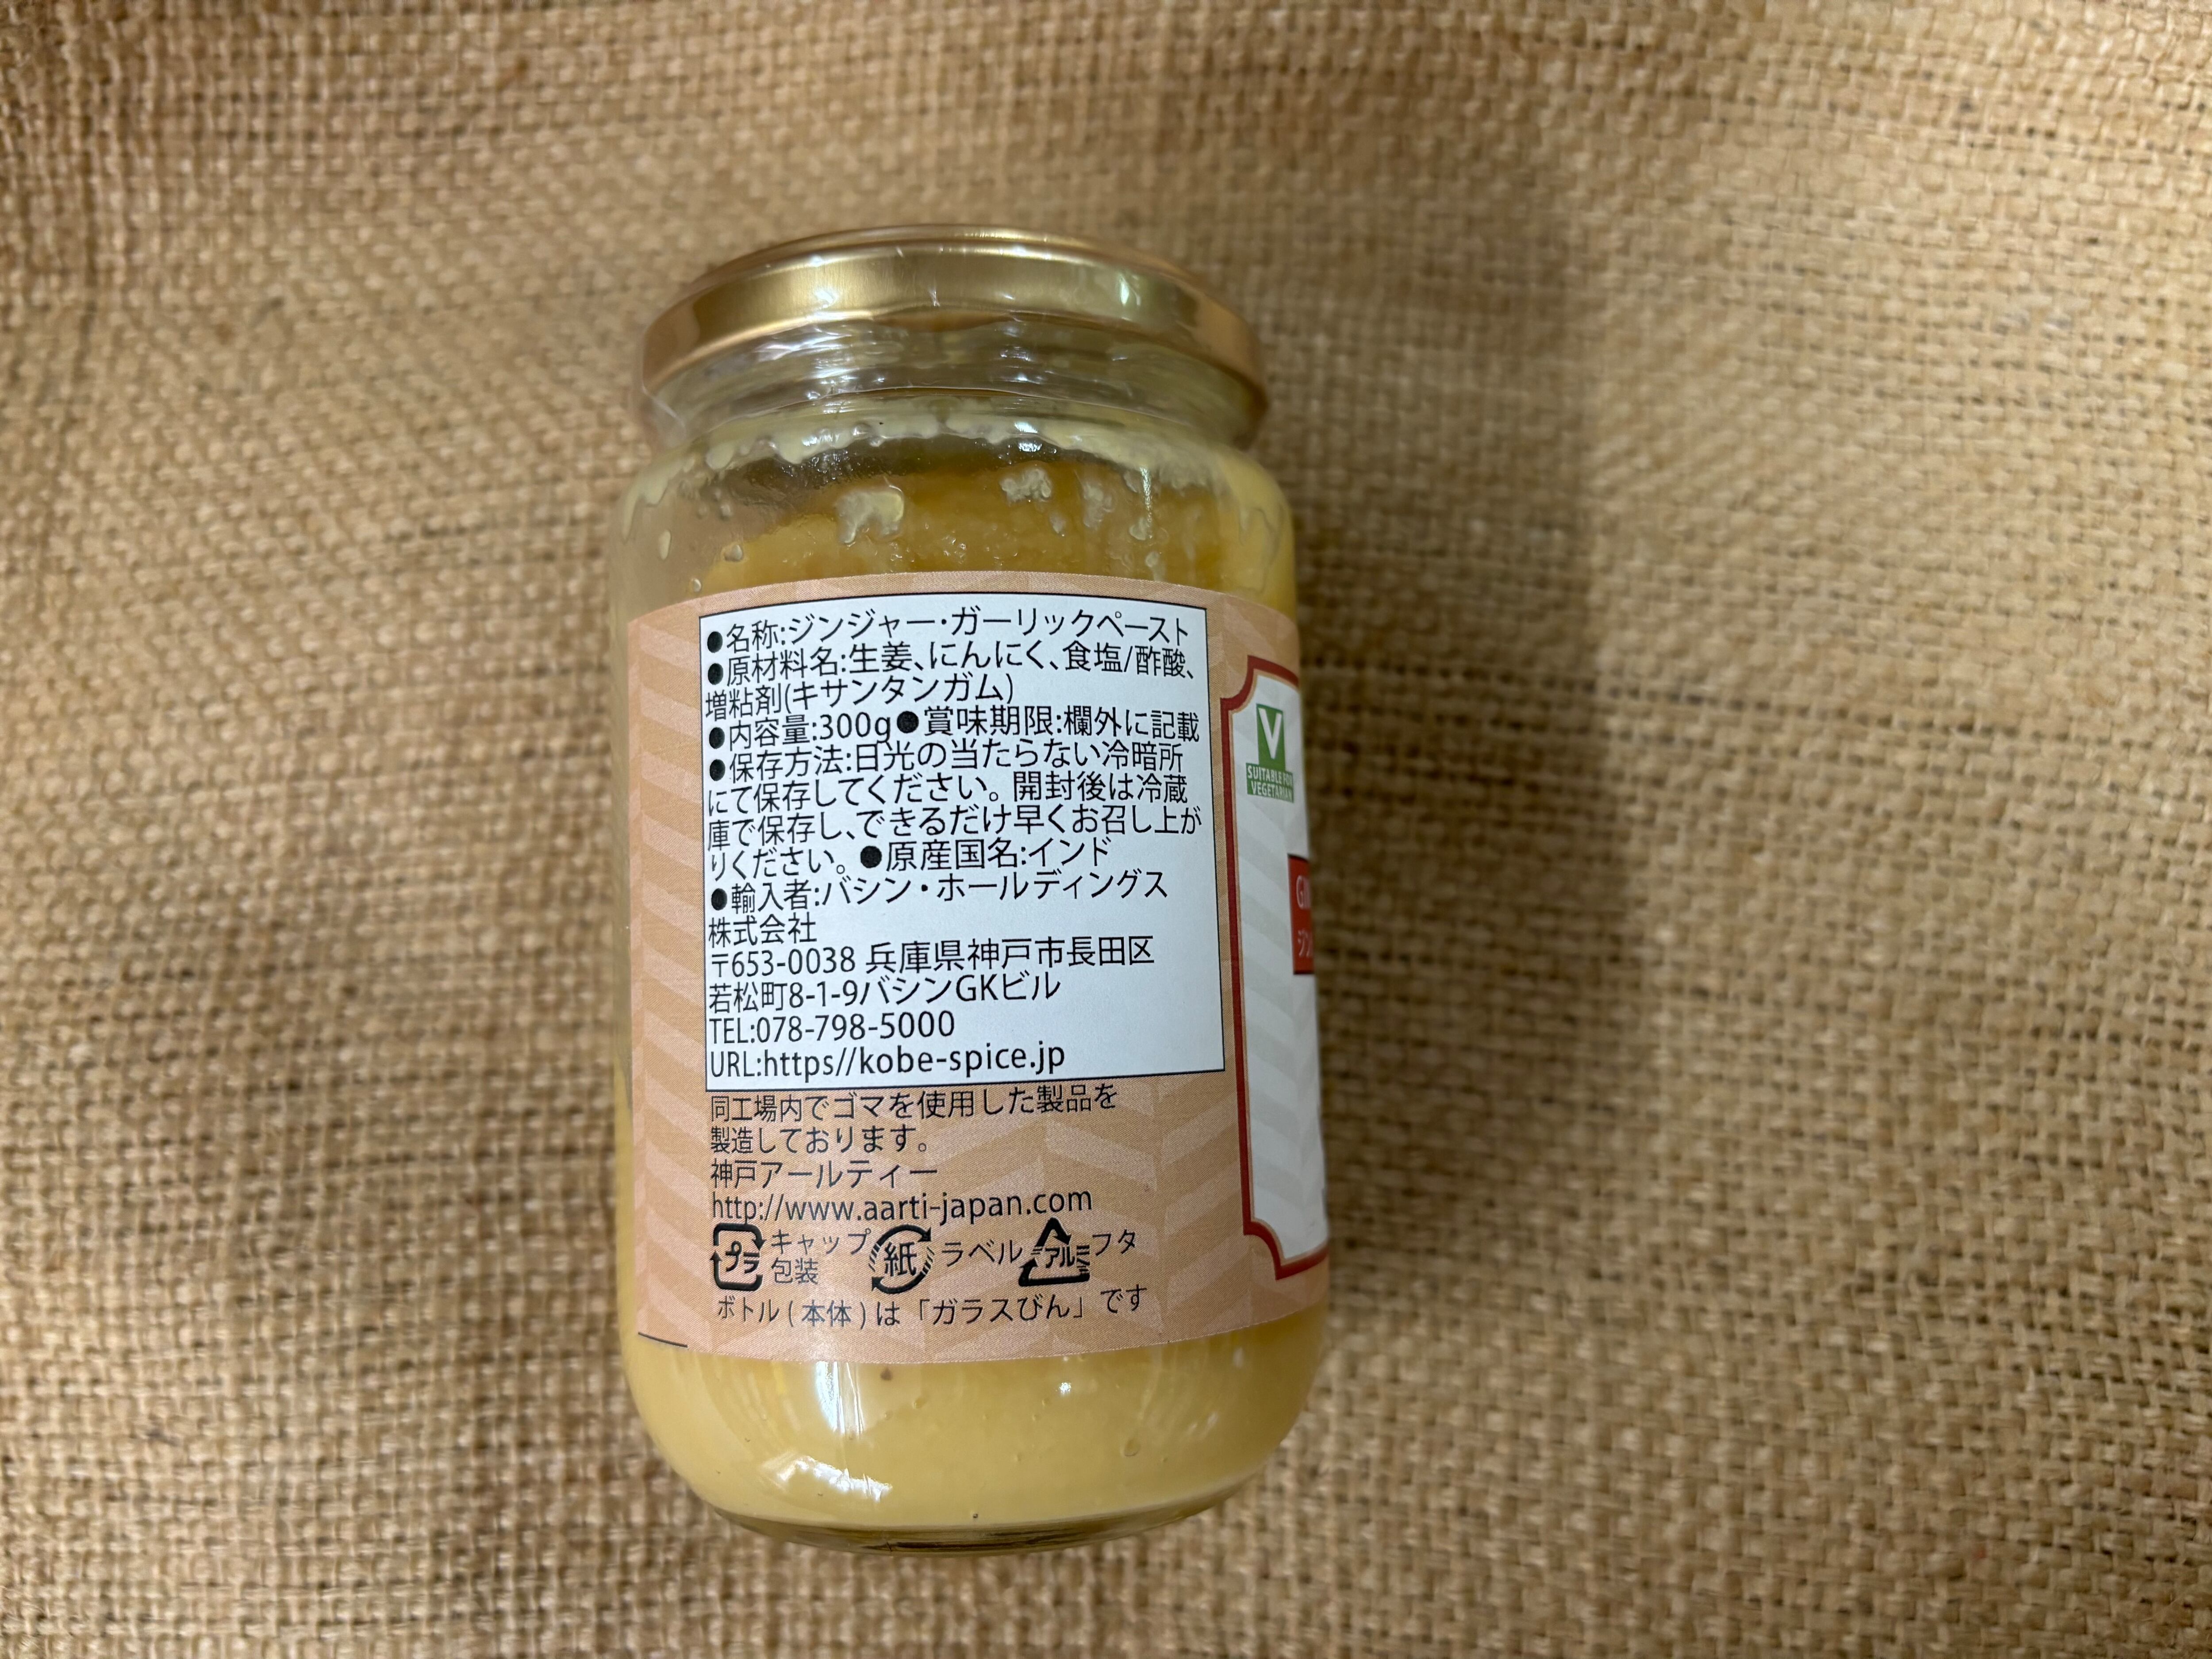 ●名称:ジンジャー・ガーリックペースト
●原材料名:生姜、にんにく、食塩/酢酸、
増粘剤(キサンタンガム)
●内容量:300g●賞味期限:欄外に記載
●保存方法:日光の当たらない冷暗所
にて保存してください。開封後は冷蔵
庫で保存し、できるだけ早くお召し上が
りください。●原産国名:インド
●輸入者:バシン・ホールディングス
株式会社
〒653-0038 兵庫県神戸市長田区
若松町8-1-9バシンGKビル
TEL:078-798-5000
URL:https//kobe-spice.jp
同工場内でゴマを使用した製品を
製造しております。
神戸アールティー
http://www.aarti-japan.com
プラ キャップ 紙 ラベル アルミ フタ
包装
ボトル(本体)は「ガラスびん」です
V
SUITABLE FOR
VEGETARIAN